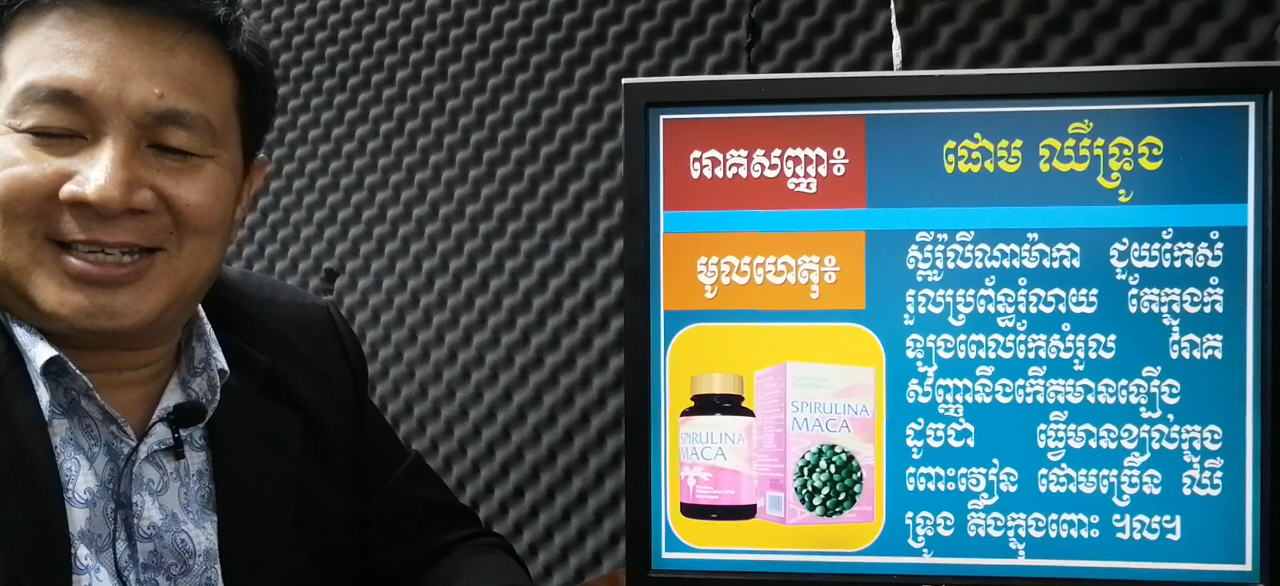 រោគសញ្ញា៖
ផោម ឈឺទ្រូង
មូលហេតុ៖
ស្ពីរ៉ូលីណាម៉ាកា ជួយកែសំ
រួលប្រព័ន្ធរំលាយ តែក្នុងកំ
ឡុងពេលកែសំរួល រោគ
សញ្ញានឹងកើតមានឡើង
ដូចជា ធ្វើមានខ្យល់ក្នុង
ពោះវៀន ផោមច្រើន ឈឺ
ទ្រូង តឹងក្នុងពោះ ។ល។
SPIRULINA
MACA
SPIRULINA
MACA